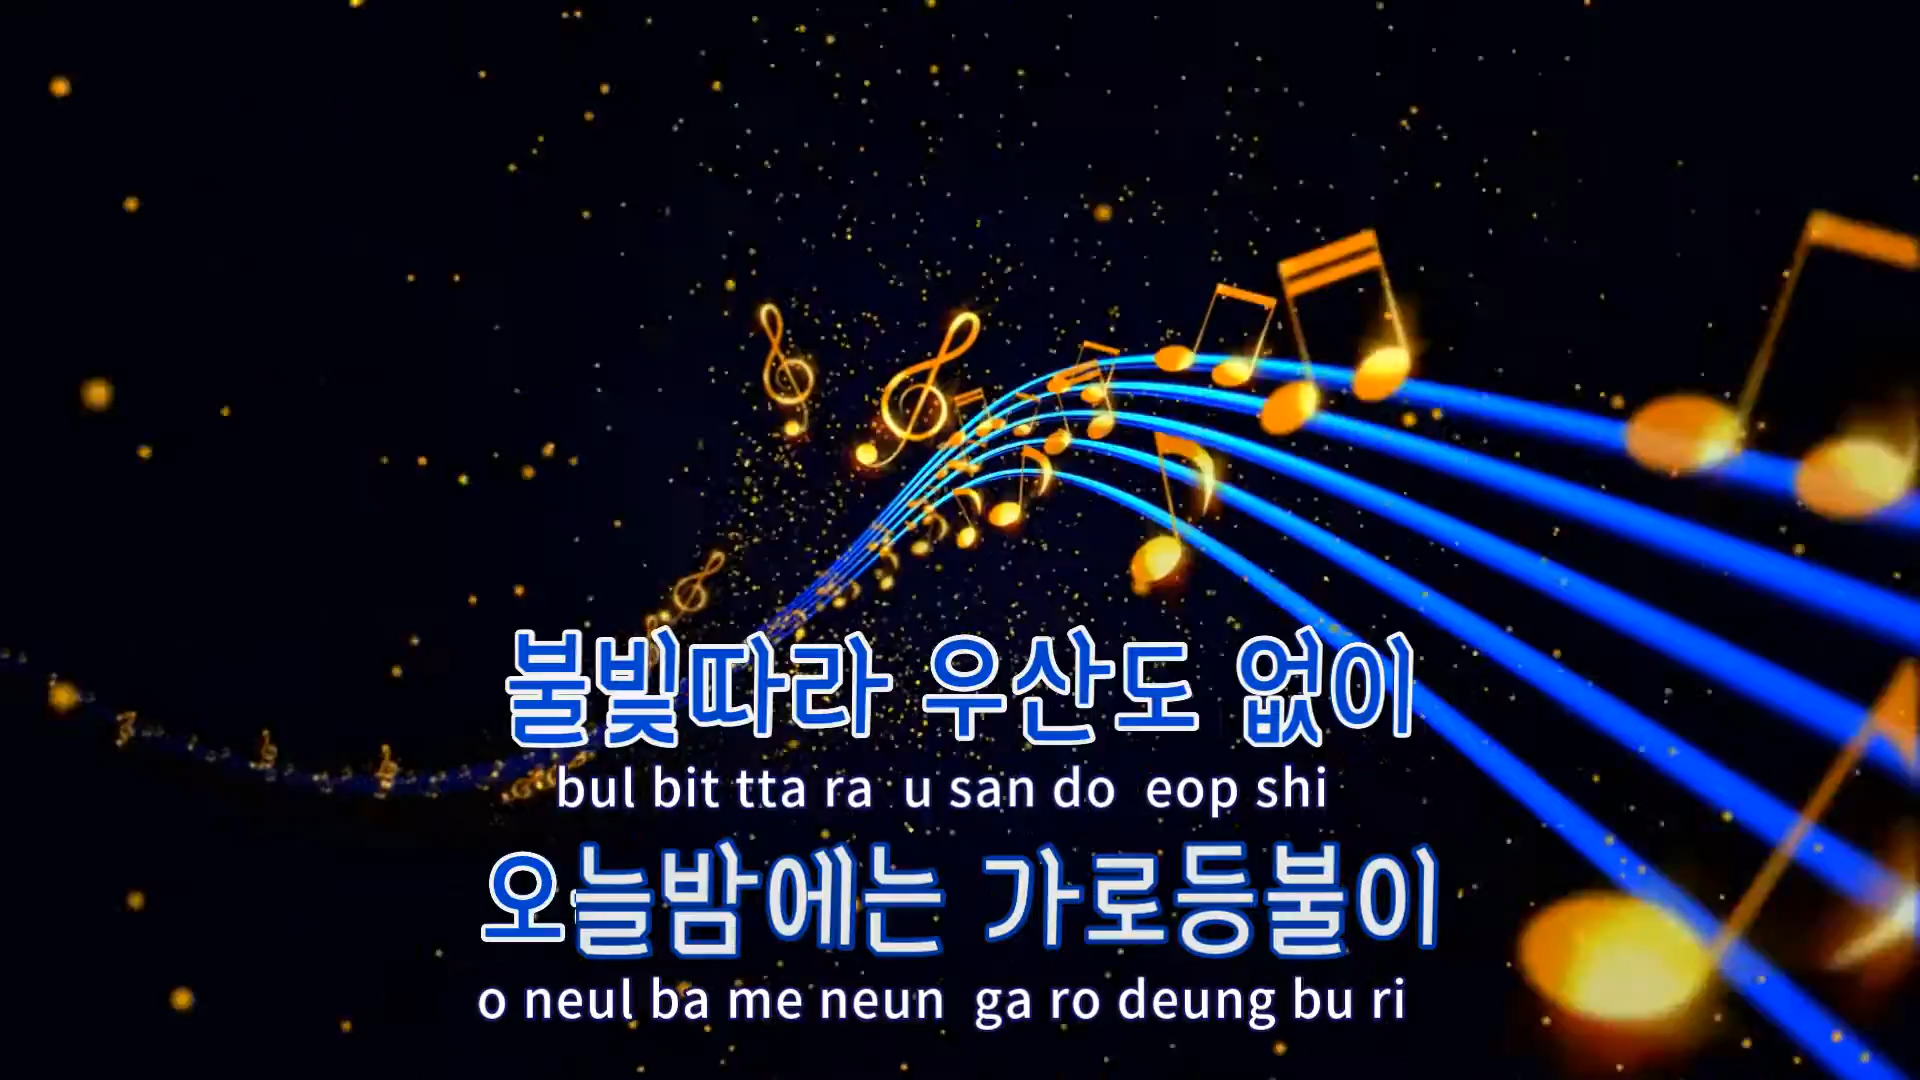 불빛따라 우산도 없이
bul bit tta ra u san do eop shi
오늘밤에는 가로등불이
o neul ba me neun ga ro deung bu ri